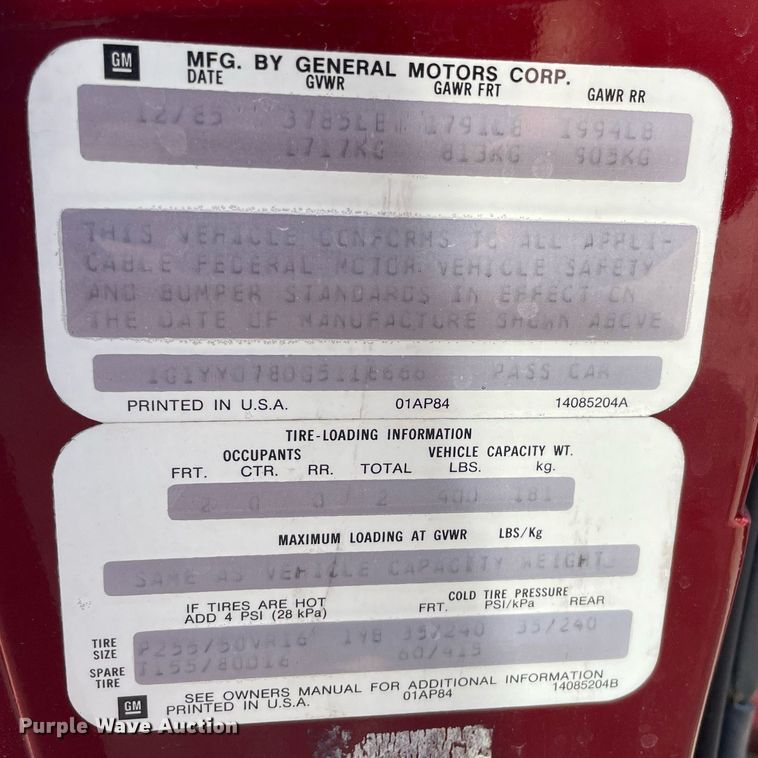 GM MFG. BY GENERAL MOTORS CORP.
DATE GVWR GAWR FRT GAWR RR
12/85 3785LB 1791LB 1994LB
1717KG 813KG 905KG
THIS VEHICLE CONFORMS TO ALL APPLI-
CABLE FEDERAL MOTOR VEHICLE SAFETY
AND BUMPER STANDARDS IN EFFECT ON
THE DATE OF MANUFACTURE SHOWN ABOVE
PASS CAR
PRINTED IN U.S.A. 01AP84 14085204A
TIRE-LOADING INFORMATION
OCCUPANTS VEHICLE CAPACITY WT.
FRT. CTR. RR. TOTAL LBS. kg.
2 0 0 2 400 181
MAXIMUM LOADING AT GVWR LBS/Kg
SAME AS VEHICLE CAPACITY WEIGHT
IF TIRES ARE HOT COLD TIRE PRESSURE
ADD 4 PSI (28 kPa) FRT. PSI/kPa REAR
TIRE SIZE P255/50VR16 35/240 35/240
SPARE TIRE T155/80D16 60/415
SEE OWNERS MANUAL FOR ADDITIONAL INFORMATION
GM PRINTED IN U.S.A. 01AP84 14085204B
Purple Wave Auction